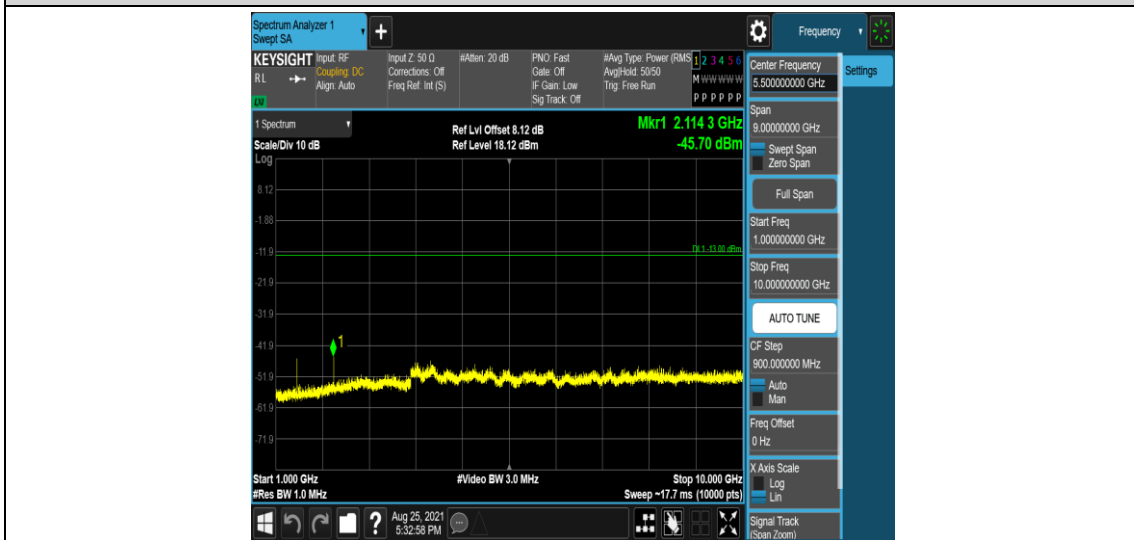 Spectrum Analyzer 1
Swept SA
+
Frequency
KEYSIGHT
RL
LXI
Input: RF
Coupling: DC
Align: Auto
Input Z: 50 Ω
Corrections: Off
Freq Ref: Int (S)
#Atten: 20 dB
PNO: Fast
Gate: Off
IF Gain: Low
Sig Track: Off
#Avg Type: Power (RMS
Avg|Hold: 50/50
Trig: Free Run
1 2 3 4 5 6
M W W W W W
P P P P P P
Center Frequency
5.500000000 GHz
Settings
1 Spectrum
Scale/Div 10 dB
Ref Lvl Offset 8.12 dB
Ref Level 18.12 dBm
Mkr1 2.114 3 GHz
-45.70 dBm
Log
8.12
-1.88
-11.9
-21.9
-31.9
-41.9
-51.9
-61.9
-71.9
DL1 -13.00 dBm
1
Start 1.000 GHz
#Res BW 1.0 MHz
#Video BW 3.0 MHz
Stop 10.000 GHz
Sweep ~17.7 ms (10000 pts)
Span
9.00000000 GHz
Swept Span
Zero Span
Full Span
Start Freq
1.000000000 GHz
Stop Freq
10.000000000 GHz
AUTO TUNE
CF Step
900.000000 MHz
Auto
Man
Freq Offset
0 Hz
X Axis Scale
Log
Lin
Signal Track
(Span Zoom)
?
Aug 25, 2021
5:32:58 PM